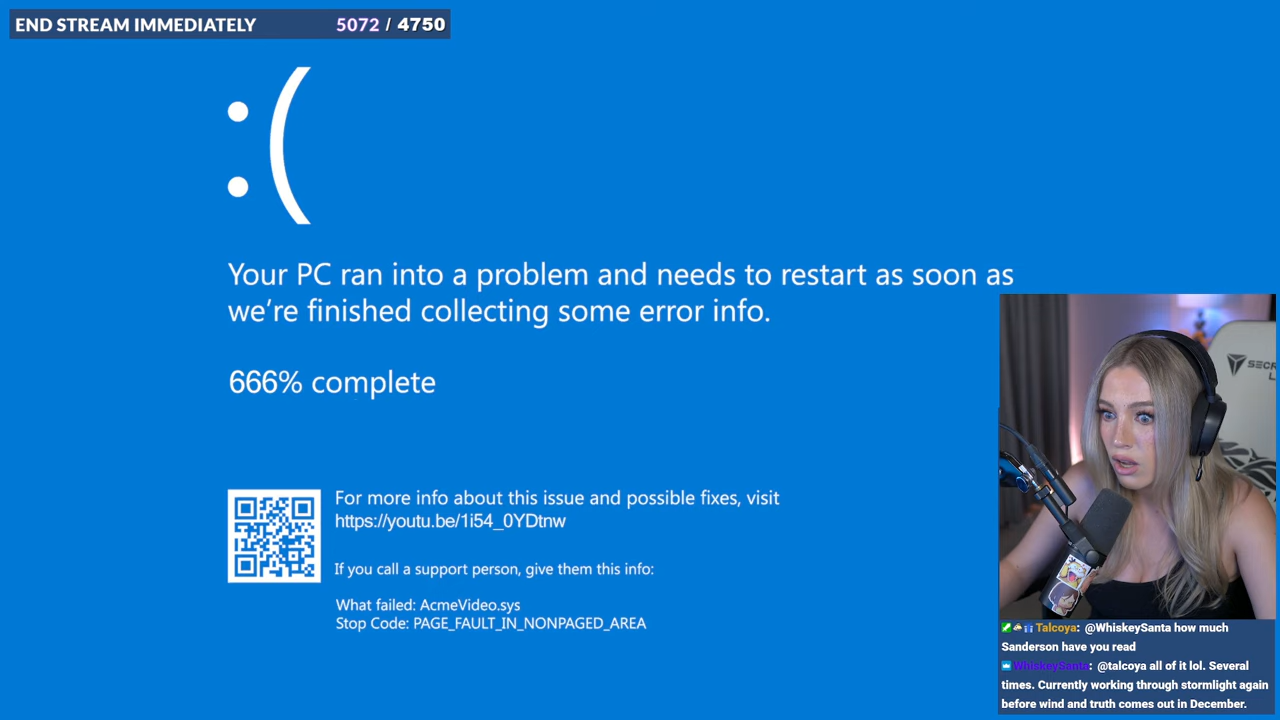 END STREAM IMMEDIATELY 5072 / 4750
:(
Your PC ran into a problem and needs to restart as soon as
we're finished collecting some error info.
666% complete
For more info about this issue and possible fixes, visit
https://youtu.be/1i54_0YDtnw
If you call a support person, give them this info:
What failed: AcmeVideo.sys
Stop Code: PAGE_FAULT_IN_NONPAGED_AREA
Talcoya: @WhiskeySanta how much
Sanderson have you read
WhiskeySanta: @talcoya all of it lol. Several
times. Currently working through stormlight again
before wind and truth comes out in December.